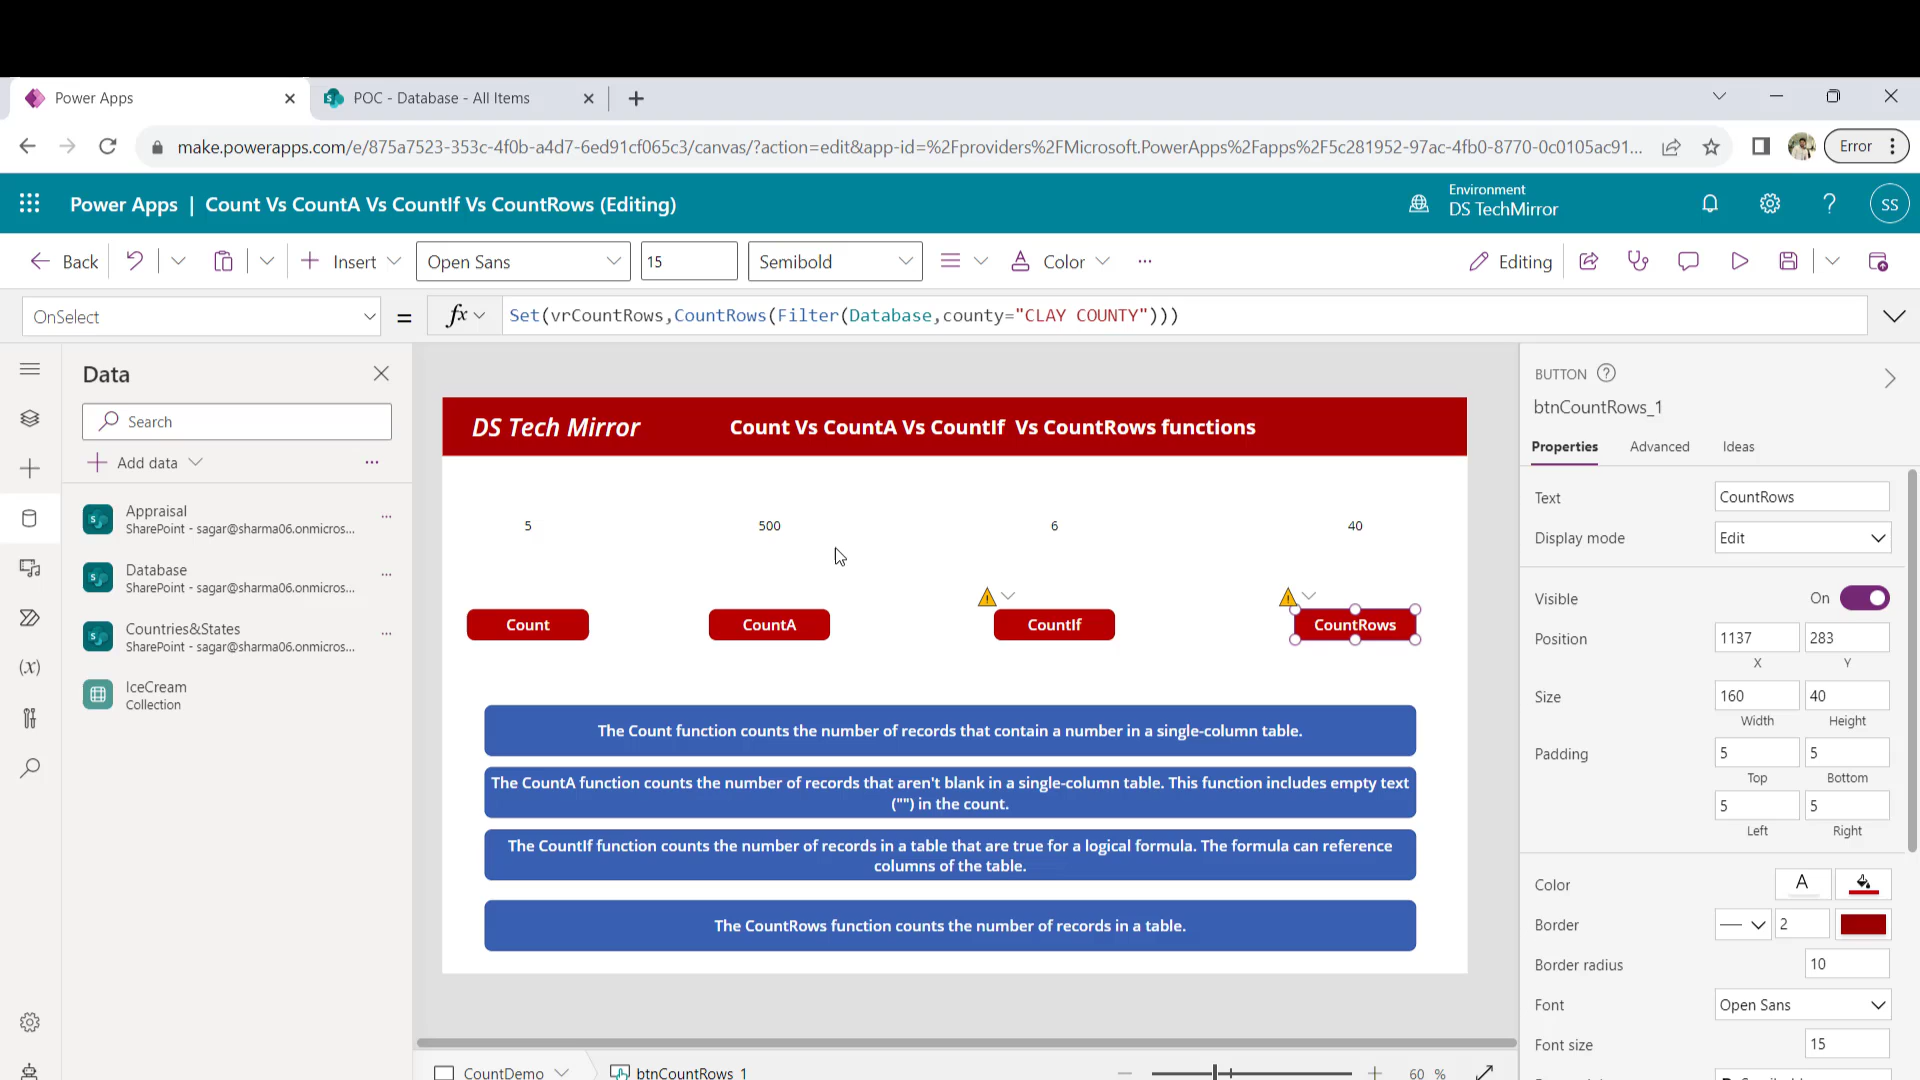 Power Apps
POC - Database - All Items
make.powerapps.com/e/875a7523-353c-4f0b-a4d7-6ed91cf065c3/canvas/?action=edit&app-id=%2Fproviders%2FMicrosoft.PowerApps%2Fapps%2F5c281952-97ac-4fb0-8770-0c0105ac91...
Error
Power Apps | Count Vs CountA Vs CountIf Vs CountRows (Editing)
Environment
DS TechMirror
SS
Back
Insert
Open Sans
15
Semibold
Color
Editing
OnSelect
= fx
Set(vrCountRows,CountRows(Filter(Database,county="CLAY COUNTY")))
Data
Search
Add data
Appraisal
SharePoint - sagar@sharma06.onmicros...
Database
SharePoint - sagar@sharma06.onmicros...
Countries&States
SharePoint - sagar@sharma06.onmicros...
IceCream
Collection
DS Tech Mirror
Count Vs CountA Vs CountIf Vs CountRows functions
5 500 6 40
Count CountA CountIf CountRows
The Count function counts the number of records that contain a number in a single-column table.
The CountA function counts the number of records that aren't blank in a single-column table. This function includes empty text
("") in the count.
The CountIf function counts the number of records in a table that are true for a logical formula. The formula can reference
columns of the table.
The CountRows function counts the number of records in a table.
CountDemo
btnCountRows_1
60 %
BUTTON
btnCountRows_1
Properties Advanced Ideas
Text CountRows
Display mode Edit
Visible On
Position 1137 283
X Y
Size 160 40
Width Height
Padding 5 5
Top Bottom
5 5
Left Right
Color A
Border 2
Border radius 10
Font Open Sans
Font size 15